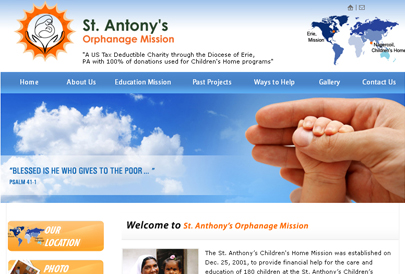 St. Antony's
Orphanage Mission
"A US Tax Deductible Charity through the Diocese of Erie,
PA with 100% of donations used for Children's Home programs"
Erie,
Mission
Nagercoil,
Children's Home
Home About Us Education Mission Past Projects Ways to Help Gallery Contact Us
"BLESSED IS HE WHO GIVES TO THE POOR ... "
PSALM 41-1
OUR
LOCATION
PHOTO
Welcome to St. Antony's Orphanage Mission
The St. Antony's Children's Home Mission was established on
Dec. 25, 2001, to provide financial help for the care and
education of 180 children at the St. Antony's Children's